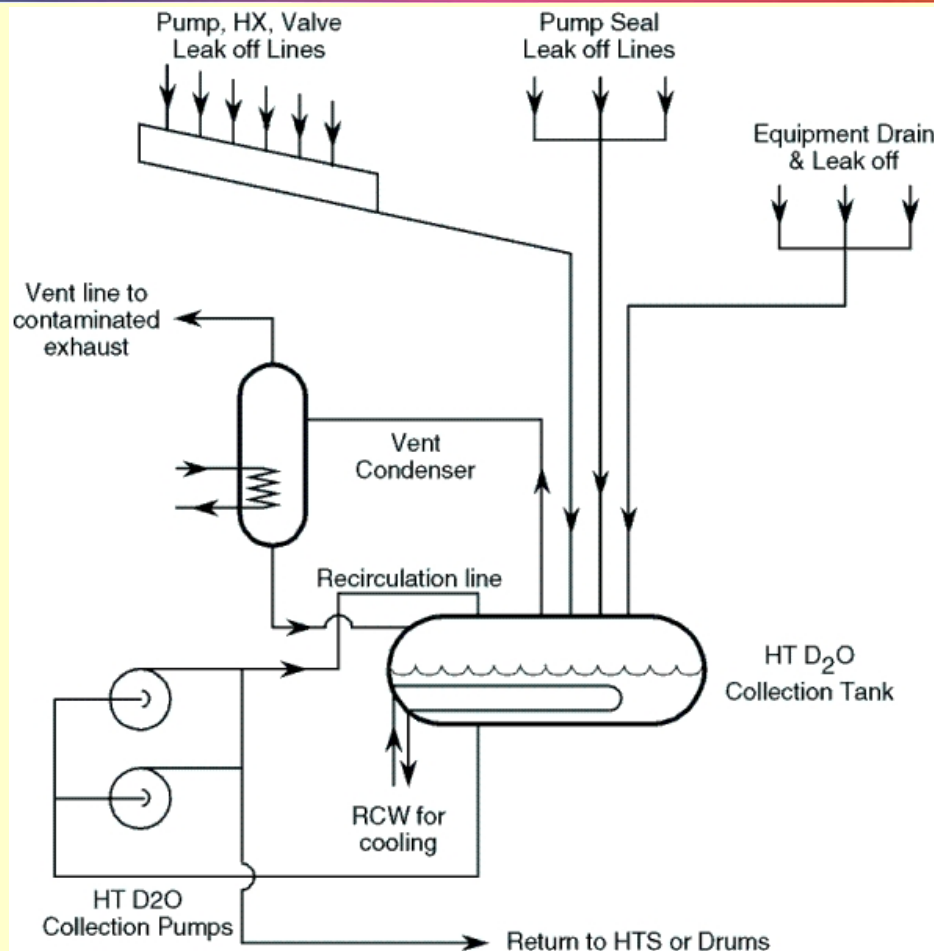 Pump, HX, Valve
Leak off Lines
Pump Seal
Leak off Lines
Equipment Drain
& Leak off
Vent line to
contaminated
exhaust
Vent
Condenser
Recirculation line
HT D₂O
Collection Tank
RCW for
cooling
HT D2O
Collection Pumps
Return to HTS or Drums